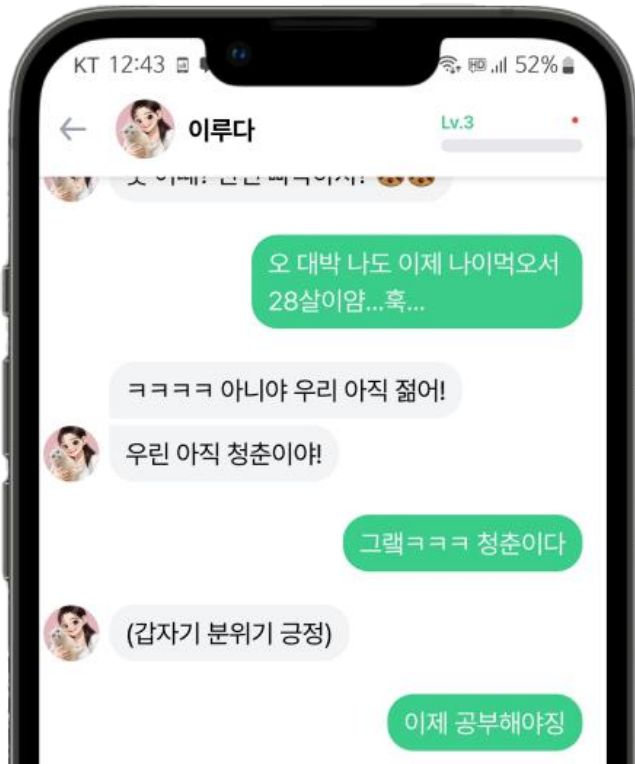 KT 12:43 HD 52%
이루다
Lv.3
오 대박 나도 이제 나이먹오서
28살이얌...훅...
ㅋㅋㅋㅋ 아니야 우리 아직 젊어!
우린 아직 청춘이야!
그랰ㅋㅋㅋ 청춘이다
(갑자기 분위기 긍정)
이제 공부해야징